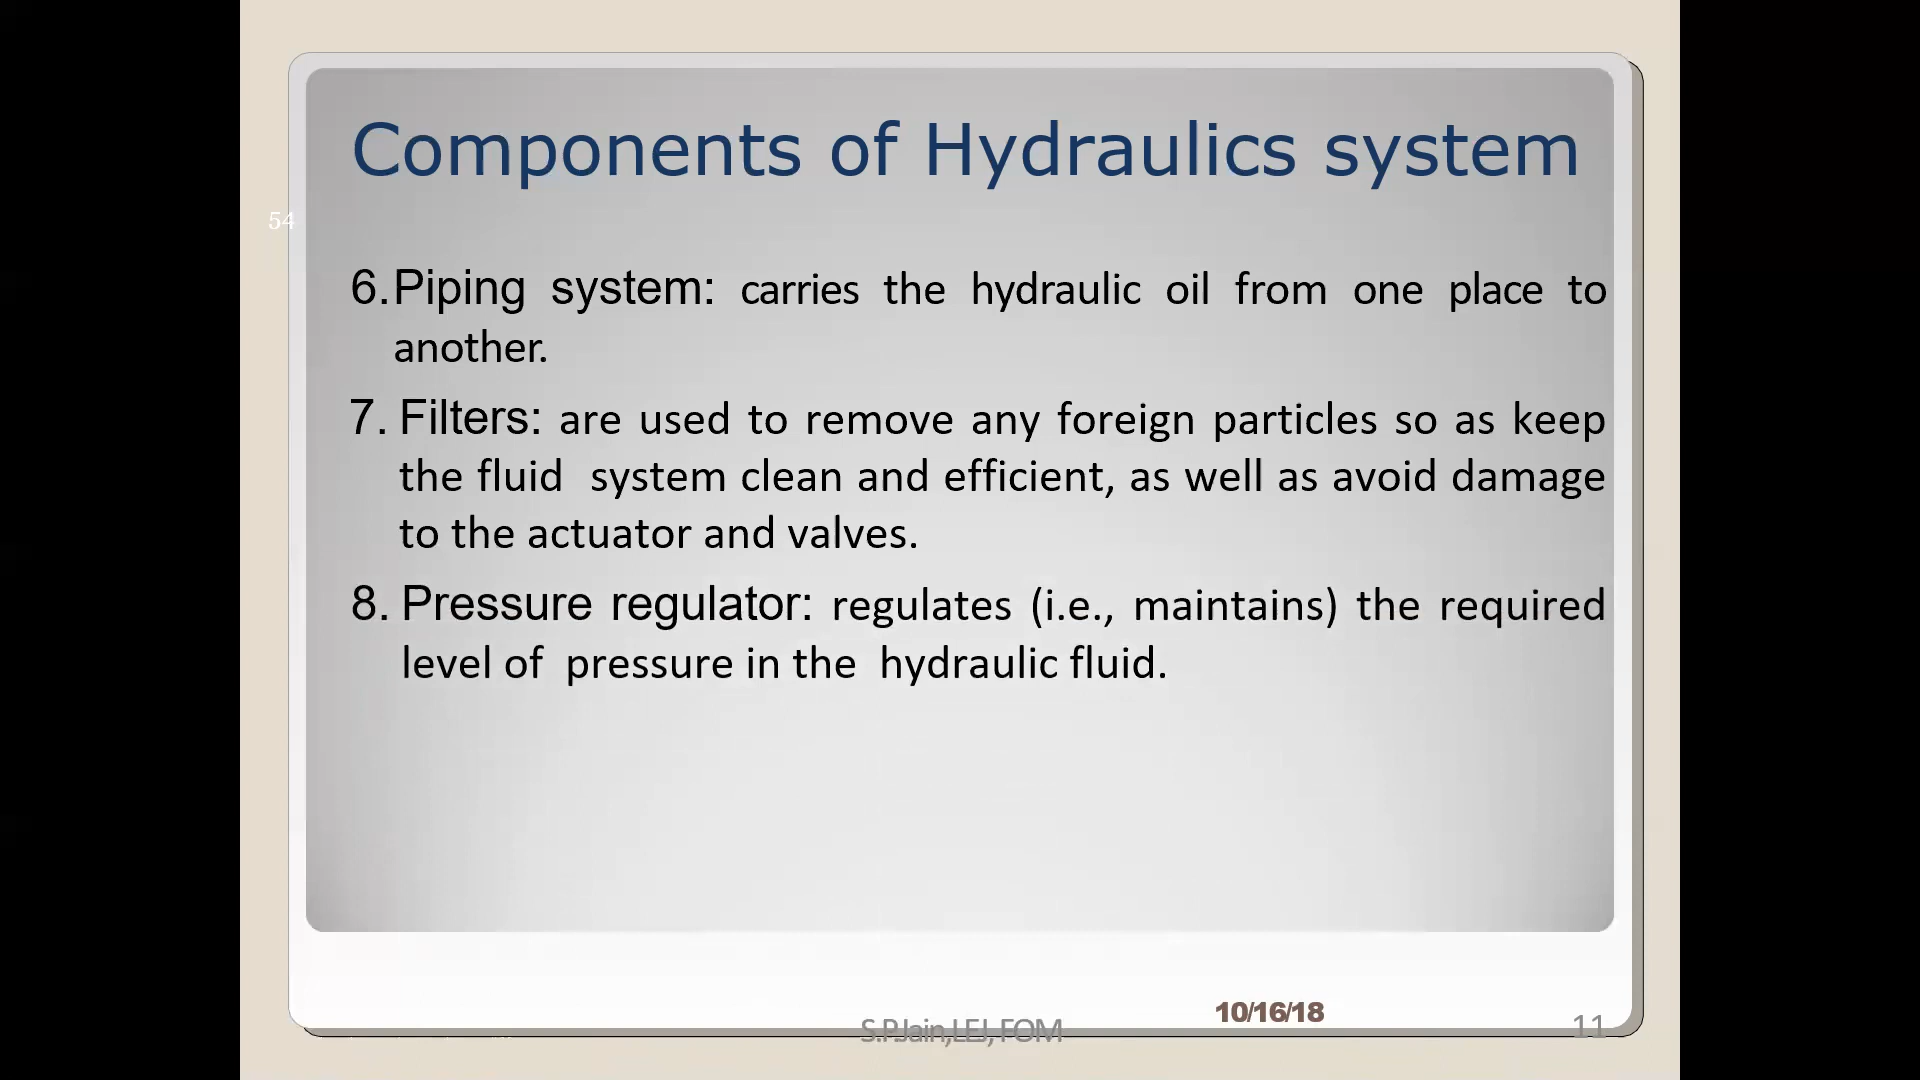 Components of Hydraulics system
54
6.Piping system: carries the hydraulic oil from one place to
another.
7. Filters: are used to remove any foreign particles so as keep
the fluid system clean and efficient, as well as avoid damage
to the actuator and valves.
8. Pressure regulator: regulates (i.e., maintains) the required
level of pressure in the hydraulic fluid.
10/16/18
S.P.Jain,LEJ, FOM
11